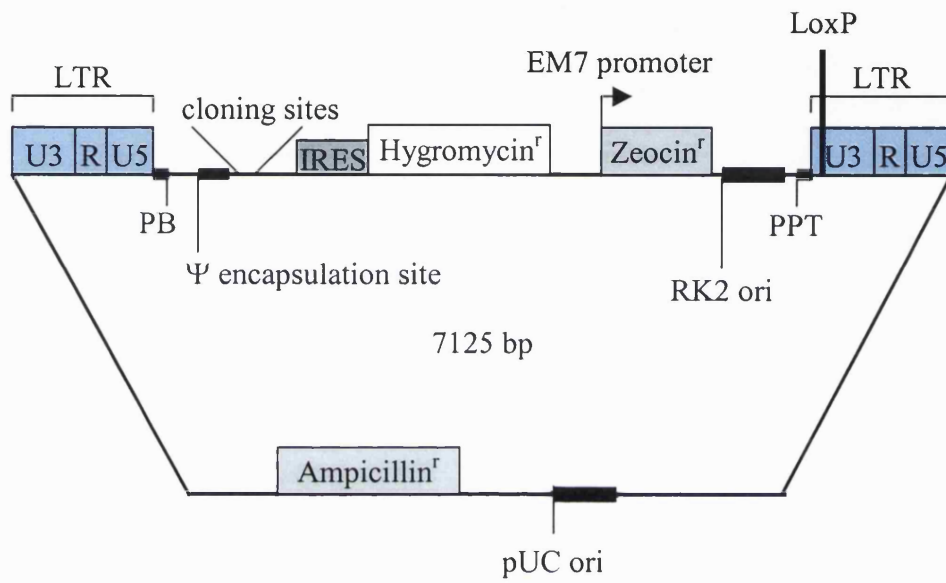 LoxP
EM7 promoter
LTR
LTR
cloning sites
U3 R U5
IRES
Hygromycinʳ
Zeocinʳ
U3 R U5
PB
PPT
Ψ encapsulation site
RK2 ori
7125 bp
Ampicillinʳ
pUC ori